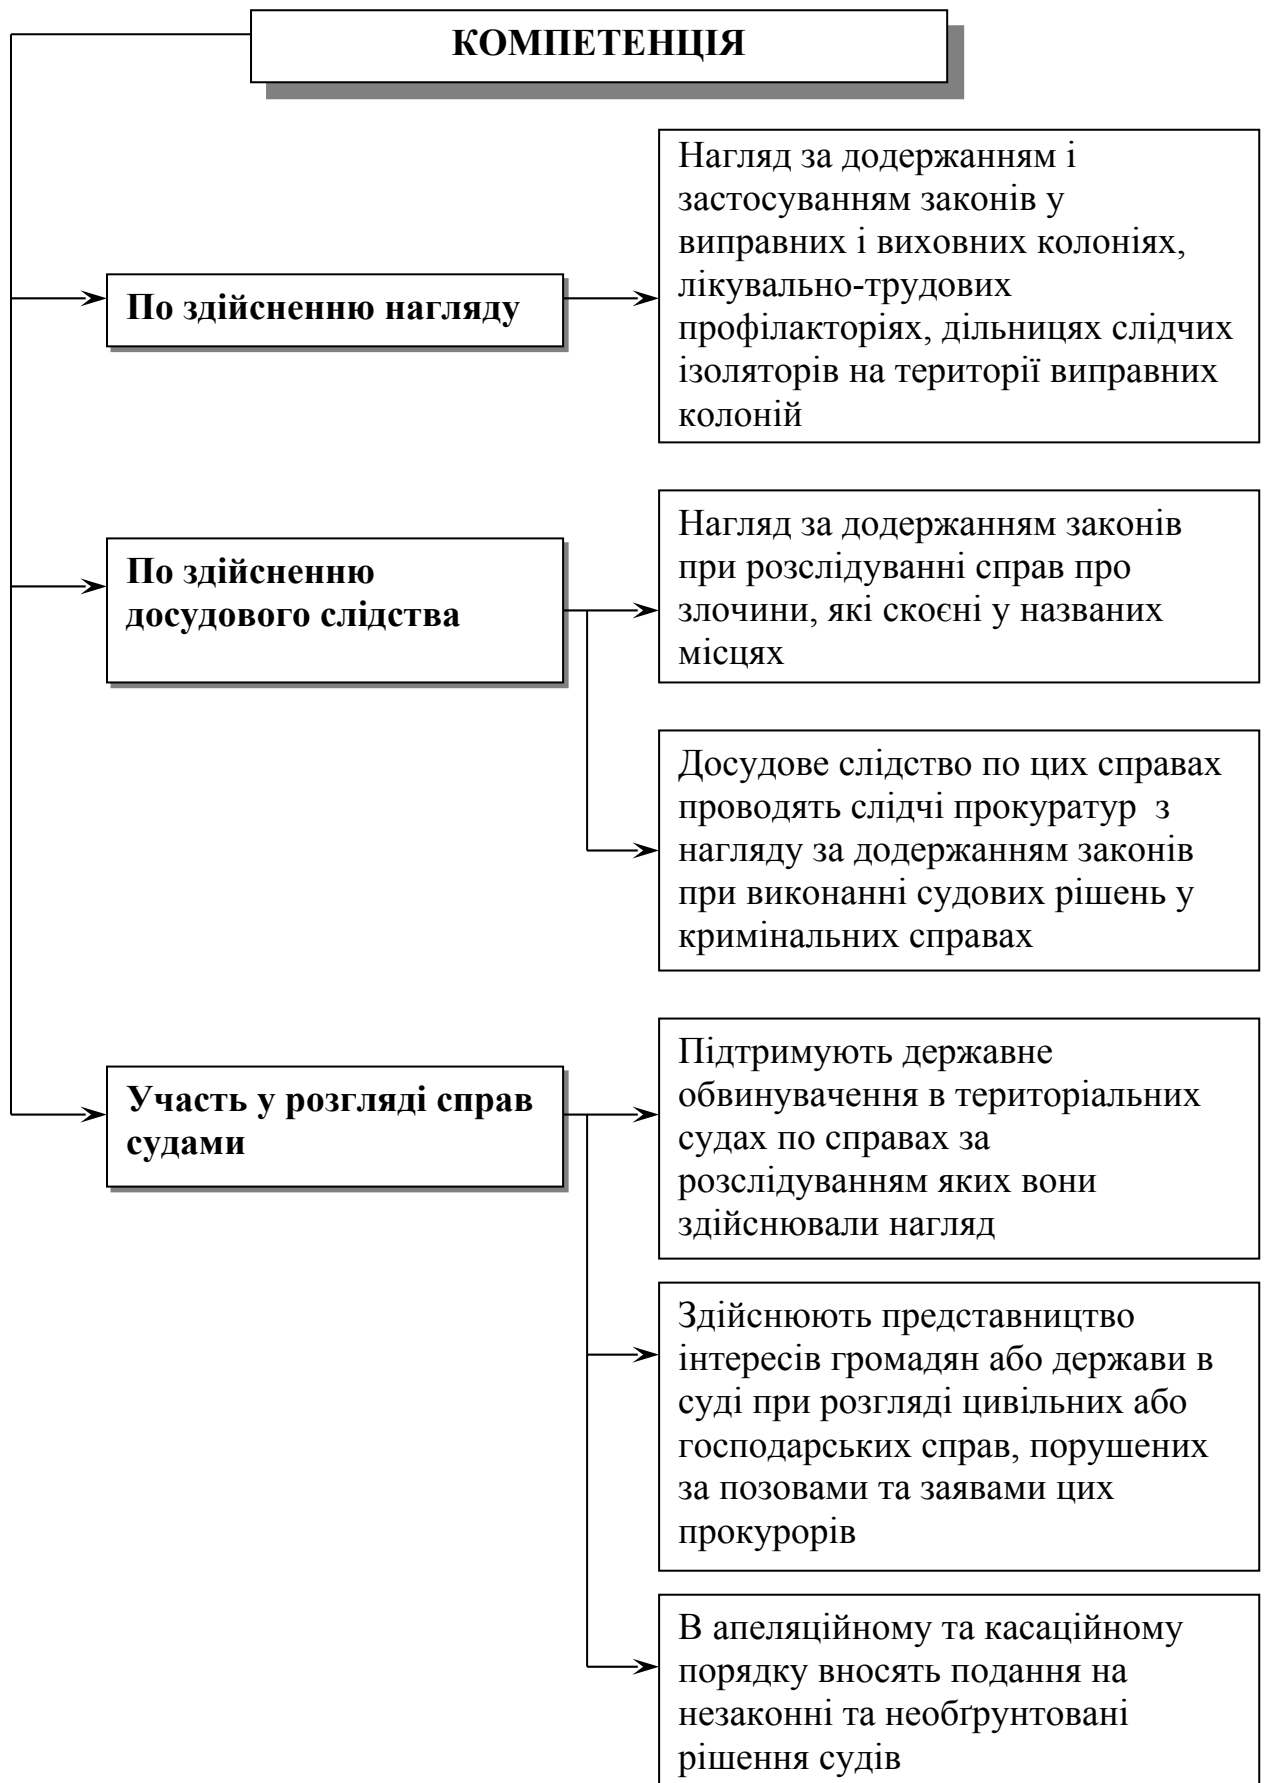 КОМПЕТЕНЦІЯ
По здійсненню нагляду
Нагляд за додержанням і
застосуванням законів у
виправних і виховних колоніях,
лікувально-трудових
профілакторіях, дільницях слідчих
ізоляторів на території виправних
колоній
По здійсненню
досудового слідства
Нагляд за додержанням законів
при розслідуванні справ про
злочини, які скоєні у названих
місцях
Досудове слідство по цих справах
проводять слідчі прокуратур з
нагляду за додержанням законів
при виконанні судових рішень у
кримінальних справах
Участь у розгляді справ
судами
Підтримують державне
обвинувачення в територіальних
судах по справах за
розслідуванням яких вони
здійснювали нагляд
Здійснюють представництво
інтересів громадян або держави в
суді при розгляді цивільних або
господарських справ, порушених
за позовами та заявами цих
прокурорів
В апеляційному та касаційному
порядку вносять подання на
незаконні та необґрунтовані
рішення судів